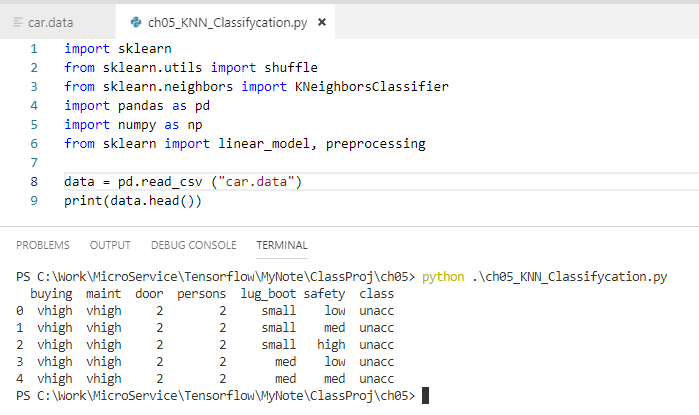 car.data ch05_KNN_Classifycation.py ×
1 import sklearn
2 from sklearn.utils import shuffle
3 from sklearn.neighbors import KNeighborsClassifier
4 import pandas as pd
5 import numpy as np
6 from sklearn import linear_model, preprocessing
7
8 data = pd.read_csv ("car.data")
9 print(data.head())
PROBLEMS OUTPUT DEBUG CONSOLE TERMINAL
PS C:\Work\MicroService\Tensorflow\MyNote\ClassProj\ch05> python .\ch05_KNN_Classifycation.py
buying maint door persons lug_boot safety class
0 vhigh vhigh 2 2 small low unacc
1 vhigh vhigh 2 2 small med unacc
2 vhigh vhigh 2 2 small high unacc
3 vhigh vhigh 2 2 med low unacc
4 vhigh vhigh 2 2 med med unacc
PS C:\Work\MicroService\Tensorflow\MyNote\ClassProj\ch05>